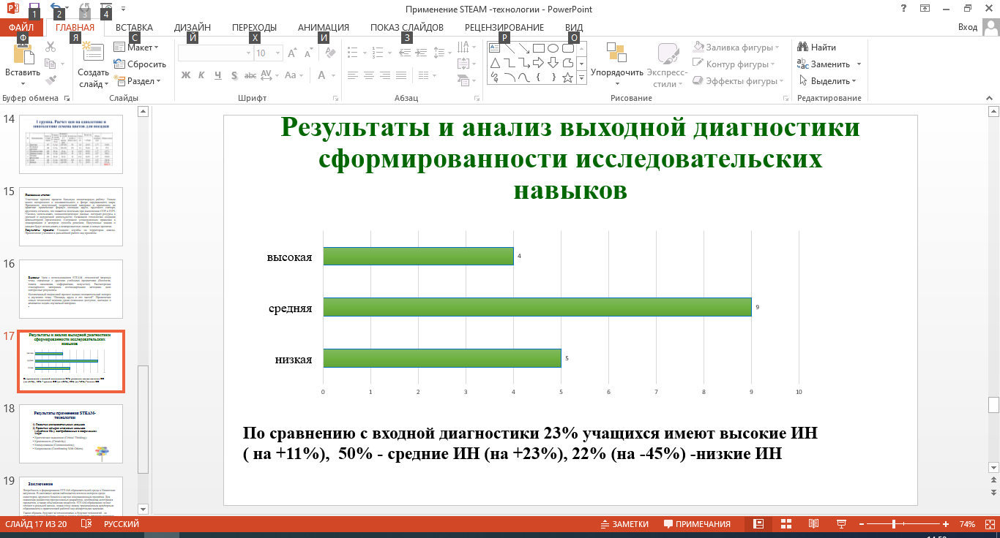 Применение STEAM -технологии - PowerPoint
1 2 3 4
ФАЙЛ ГЛАВНАЯ ВСТАВКА ДИЗАЙН ПЕРЕХОДЫ АНИМАЦИЯ ПОКАЗ СЛАЙДОВ РЕЦЕНЗИРОВАНИЕ ВИД Вход
Ф Я С Й Х И З Р О
Вставить
Создать слайд
Макет
Сбросить
Раздел
10
Ж К Ч S abc AV Aa A
Упорядочить
Экспресс-стили
Заливка фигуры
Контур фигуры
Эффекты фигуры
Найти
Заменить
Выделить
Буфер обмена Слайды Шрифт Абзац Рисование Редактирование
14
1 группа. Расчет цен на однолетние и
многолетние семена цветов для посадки
15
16
17
Результаты и анализ выходной диагностики
сформированности исследовательских
навыков
18
Результаты применения STEAM-
технологии
19
Заключение
Результаты и анализ выходной диагностики
сформированности исследовательских
навыков
высокая 4
средняя 9
низкая 5
0 1 2 3 4 5 6 7 8 9 10
По сравнению с входной диагностики 23% учащихся имеют высокие ИН
( на +11%), 50% - средние ИН (на +23%), 22% (на -45%) -низкие ИН
СЛАЙД 17 ИЗ 20 РУССКИЙ ЗАМЕТКИ ПРИМЕЧАНИЯ 74%